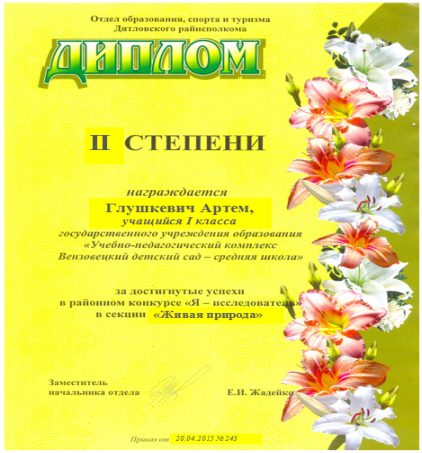 Отдел образования, спорта и туризма
Дятловского райисполкома
ДИПЛОМ
II СТЕПЕНИ
награждается
Глушкевич Артем,
учащийся I класса
государственного учреждения образования
«Учебно-педагогический комплекс
Вензовецкий детский сад – средняя школа»
за достигнутые успехи
в районном конкурсе «Я – исследователь»
в секции «Живая природа»
Заместитель
начальника отдела Е.И. Жадейко
Приказ от 20.04.2015 № 243